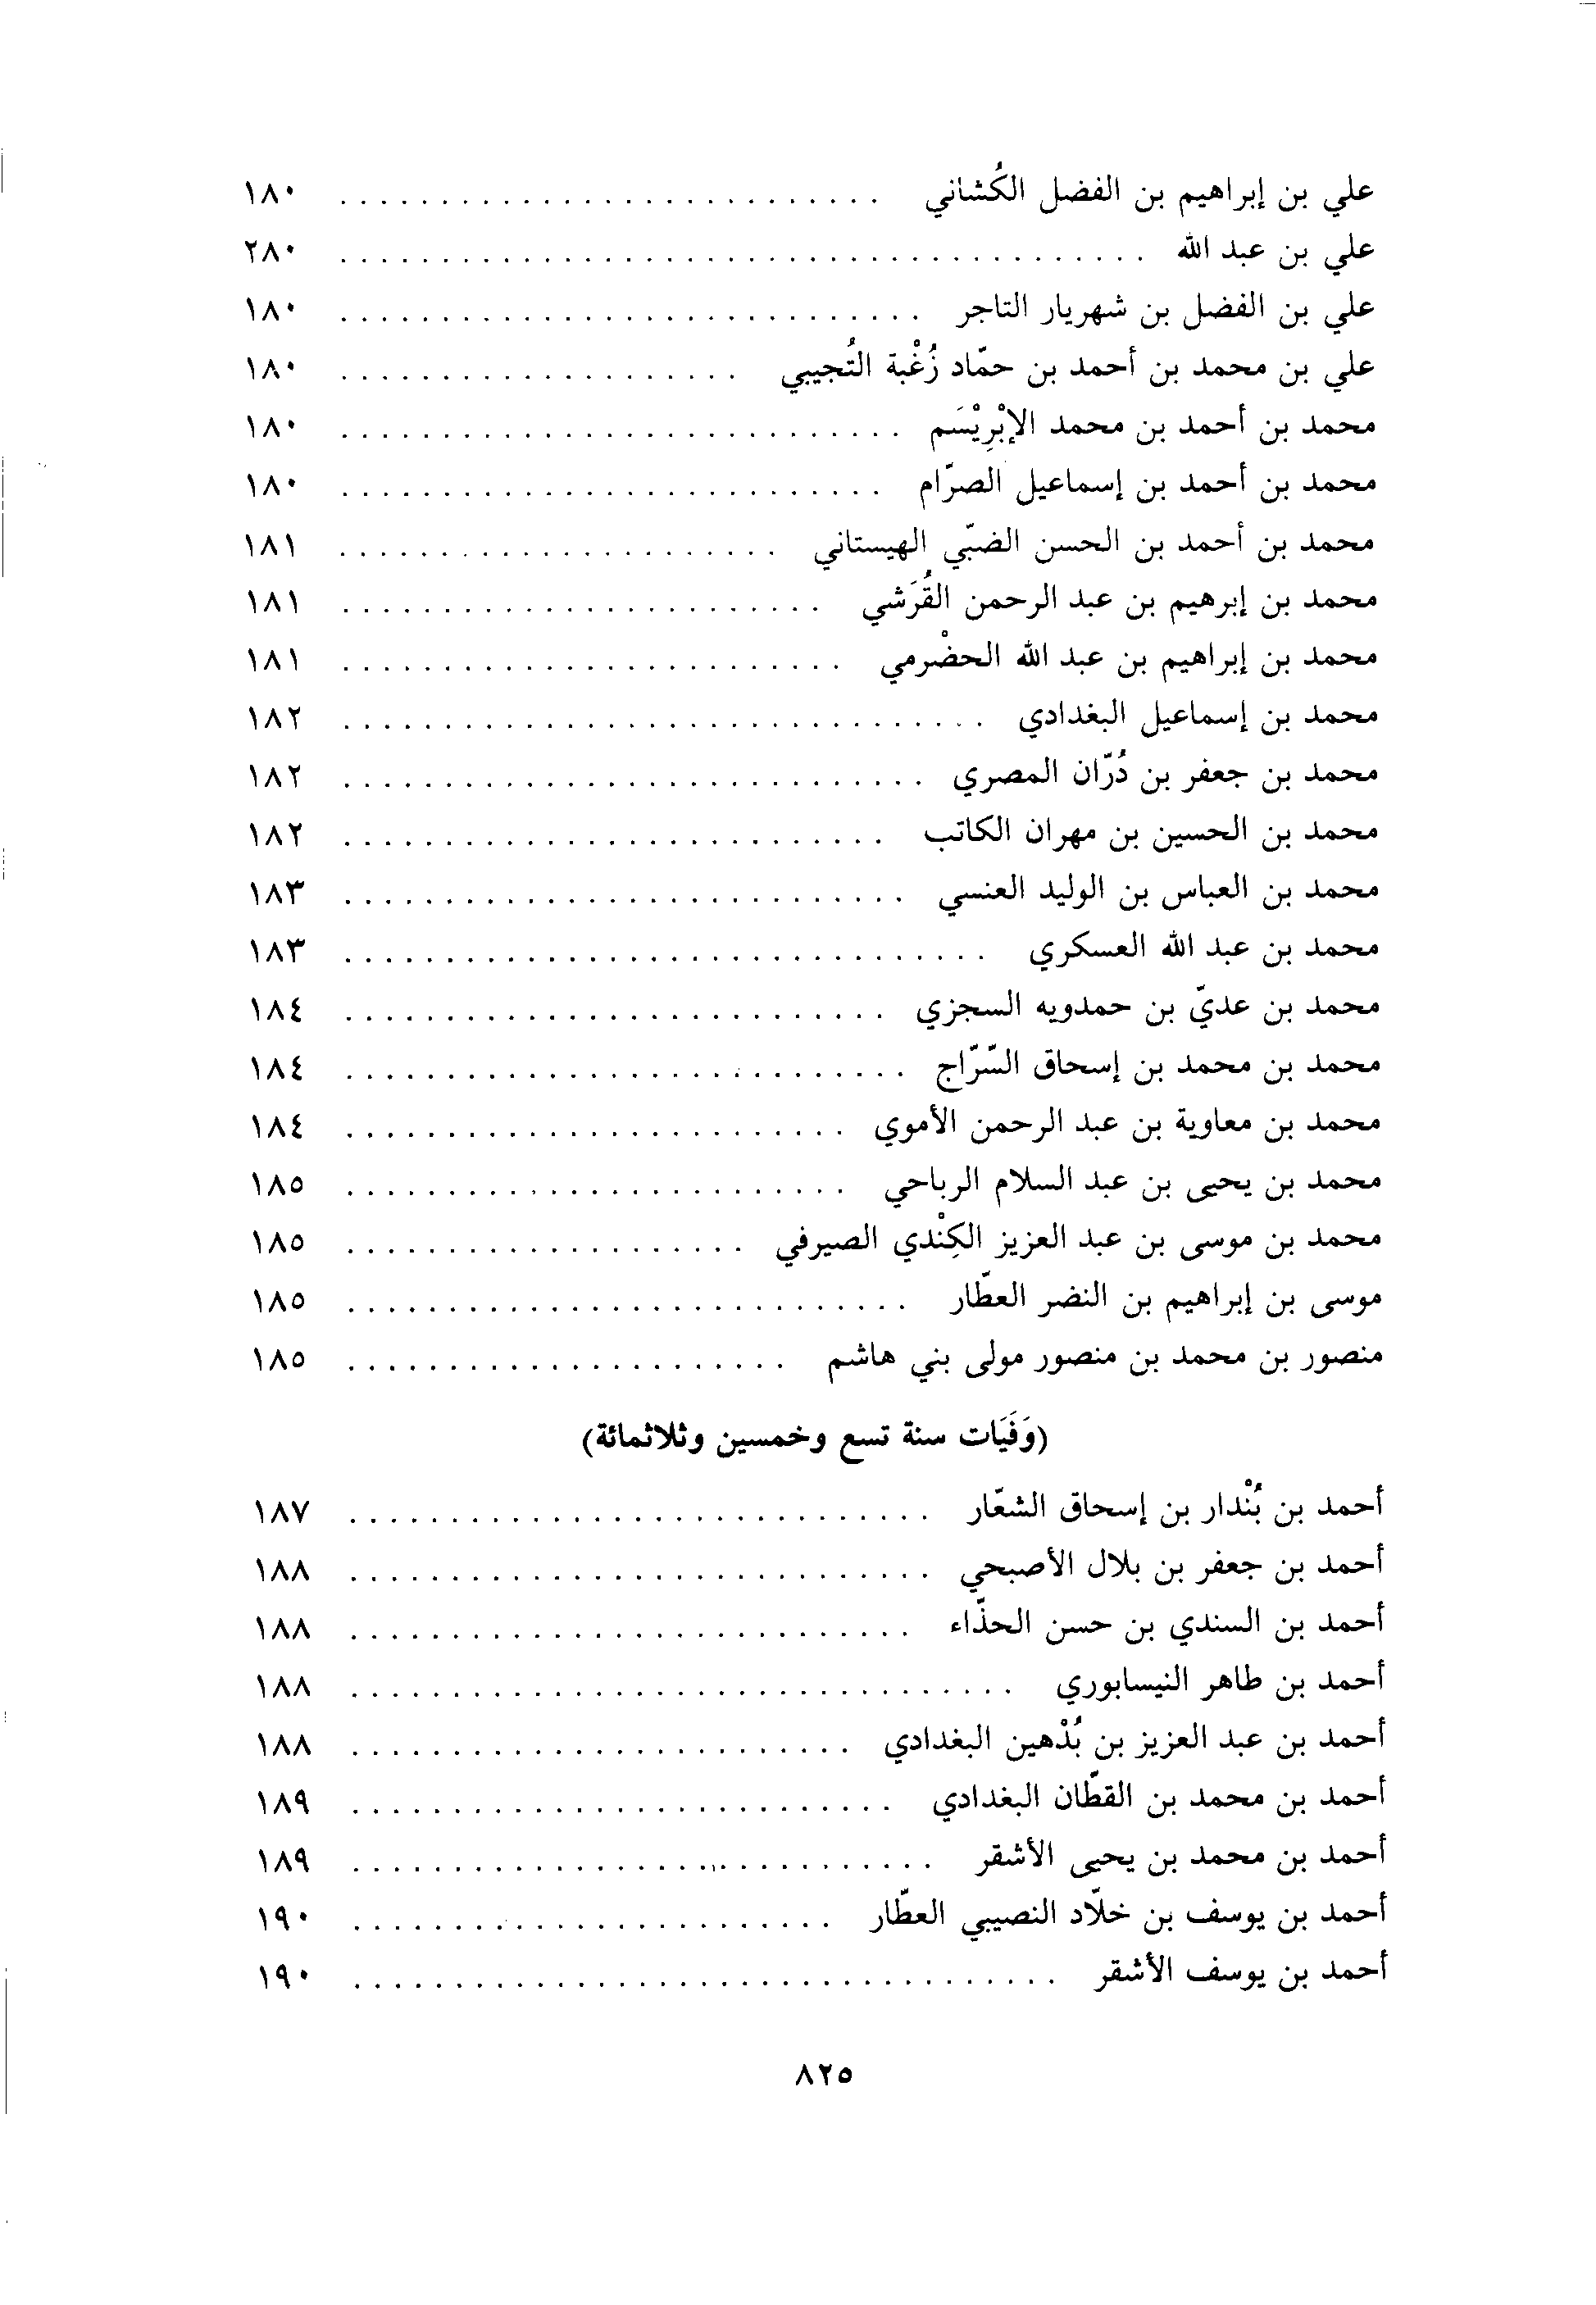 علي بن إبراهيم بن الفضل الكُشاني . . . . . . . . . . . . . . . . . . . . . . . . . . . ١٨٠
علي بن عبد الله . . . . . . . . . . . . . . . . . . . . . . . . . . . . . . . . . . . . . . . . ٢٨٠
علي بن الفضل بن شهريار التاجر . . . . . . . . . . . . . . . . . . . . . . . . . . . . . ١٨٠
علي بن محمد بن أحمد بن حمّاد زُغْبة التُجيبي . . . . . . . . . . . . . . . . . . . . ١٨٠
محمد بن أحمد بن محمد الإبْرِيْسَم . . . . . . . . . . . . . . . . . . . . . . . . . . . . ١٨٠
محمد بن أحمد بن إسماعيل الصرّام . . . . . . . . . . . . . . . . . . . . . . . . . . . ١٨٠
محمد بن أحمد بن الحسن الضبّي الهيستاني . . . . . . . . . . . . . . . . . . . . . . ١٨١
محمد بن إبرهيم بن عبد الرحمن القُرَشي . . . . . . . . . . . . . . . . . . . . . . . . ١٨١
محمد بن إبراهيم بن عبد الله الحضْرمي . . . . . . . . . . . . . . . . . . . . . . . . . ١٨١
محمد بن إسماعيل البغدادي . . . . . . . . . . . . . . . . . . . . . . . . . . . . . . . . ١٨٢
محمد بن جعفر بن دُرّان المصري . . . . . . . . . . . . . . . . . . . . . . . . . . . . . ١٨٢
محمد بن الحسين بن مهران الكاتب . . . . . . . . . . . . . . . . . . . . . . . . . . . ١٨٢
محمد بن العباس بن الوليد العنسي . . . . . . . . . . . . . . . . . . . . . . . . . . . . ١٨٣
محمد بن عبد الله العسكري . . . . . . . . . . . . . . . . . . . . . . . . . . . . . . . . ١٨٣
محمد بن عديّ بن حمدويه السجزي . . . . . . . . . . . . . . . . . . . . . . . . . . . ١٨٤
محمد بن محمد بن إسحاق السّرّاج . . . . . . . . . . . . . . . . . . . . . . . . . . . . ١٨٤
محمد بن معاوية بن عبد الرحمن الأموي . . . . . . . . . . . . . . . . . . . . . . . . . ١٨٤
محمد بن يحيى بن عبد السلام الرباحي . . . . . . . . . . . . . . . . . . . . . . . . . ١٨٥
محمد بن موسى بن عبد العزيز الكِنْدي الصيرفي . . . . . . . . . . . . . . . . . . . . ١٨٥
موسى بن إبراهيم بن النضر العطّار . . . . . . . . . . . . . . . . . . . . . . . . . . . . ١٨٥
منصور بن محمد بن منصور مولى بني هاشم . . . . . . . . . . . . . . . . . . . . . . ١٨٥
(وَفَيَات سنة تسع وخمسين وثلاثمائة)
أحمد بن بُنْدار بن إسحاق الشعّار . . . . . . . . . . . . . . . . . . . . . . . . . . . . . ١٨٧
أحمد بن جعفر بن بلال الأصبحي . . . . . . . . . . . . . . . . . . . . . . . . . . . . . ١٨٨
أحمد بن السندي بن حسن الحذّاء . . . . . . . . . . . . . . . . . . . . . . . . . . . . ١٨٨
أحمد بن طاهر النيسابوري . . . . . . . . . . . . . . . . . . . . . . . . . . . . . . . . . ١٨٨
أحمد بن عبد العزيز بن بُدْهين البغدادي . . . . . . . . . . . . . . . . . . . . . . . . . ١٨٨
أحمد بن محمد بن القطّان البغدادي . . . . . . . . . . . . . . . . . . . . . . . . . . . ١٨٩
أحمد بن محمد بن يحيى الأشقر . . . . . . . . . . . . . . . . . . . . . . . . . . . . . ١٨٩
أحمد بن يوسف بن خلّاد النصيبي العطّار . . . . . . . . . . . . . . . . . . . . . . . . ١٩٠
أحمد بن يوسف الأشقر . . . . . . . . . . . . . . . . . . . . . . . . . . . . . . . . . . . ١٩٠
٨٢٥